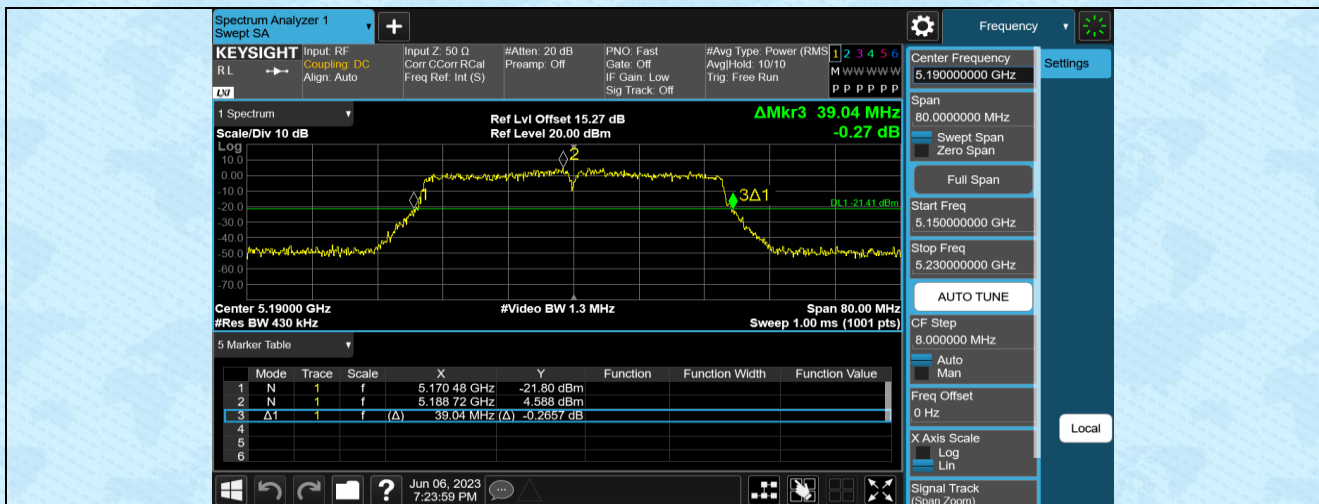 Spectrum Analyzer 1
Swept SA
+
Frequency
KEYSIGHT
R L
LXI
Input: RF
Coupling: DC
Align: Auto
Input Z: 50 Ω
Corr CCorr RCal
Freq Ref: Int (S)
#Atten: 20 dB
Preamp: Off
PNO: Fast
Gate: Off
IF Gain: Low
Sig Track: Off
#Avg Type: Power (RMS
Avg|Hold: 10/10
Trig: Free Run
1 2 3 4 5 6
M W W W W W
P P P P P P
1 Spectrum
Scale/Div 10 dB
Ref Lvl Offset 15.27 dB
Ref Level 20.00 dBm
ΔMkr3 39.04 MHz
-0.27 dB
Log
10.0
0.00
-10.0
-20.0
-30.0
-40.0
-50.0
-60.0
-70.0
1
2
3Δ1
DL1 -21.41 dBm
Center 5.19000 GHz
#Video BW 1.3 MHz
Span 80.00 MHz
#Res BW 430 kHz
Sweep 1.00 ms (1001 pts)
5 Marker Table
Mode Trace Scale X Y Function Function Width Function Value
1 N 1 f 5.170 48 GHz -21.80 dBm
2 N 1 f 5.188 72 GHz 4.588 dBm
3 Δ1 1 f (Δ) 39.04 MHz (Δ) -0.2657 dB
4
5
6
?
Jun 06, 2023
7:23:59 PM
Center Frequency
5.190000000 GHz
Settings
Span
80.0000000 MHz
Swept Span
Zero Span
Full Span
Start Freq
5.150000000 GHz
Stop Freq
5.230000000 GHz
AUTO TUNE
CF Step
8.000000 MHz
Auto
Man
Freq Offset
0 Hz
X Axis Scale
Log
Lin
Local
Signal Track
(Span Zoom)